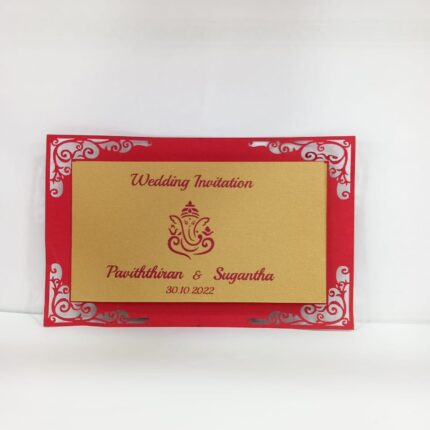 Wedding Invitation
Paviththiran & Sugantha
30.10.2022